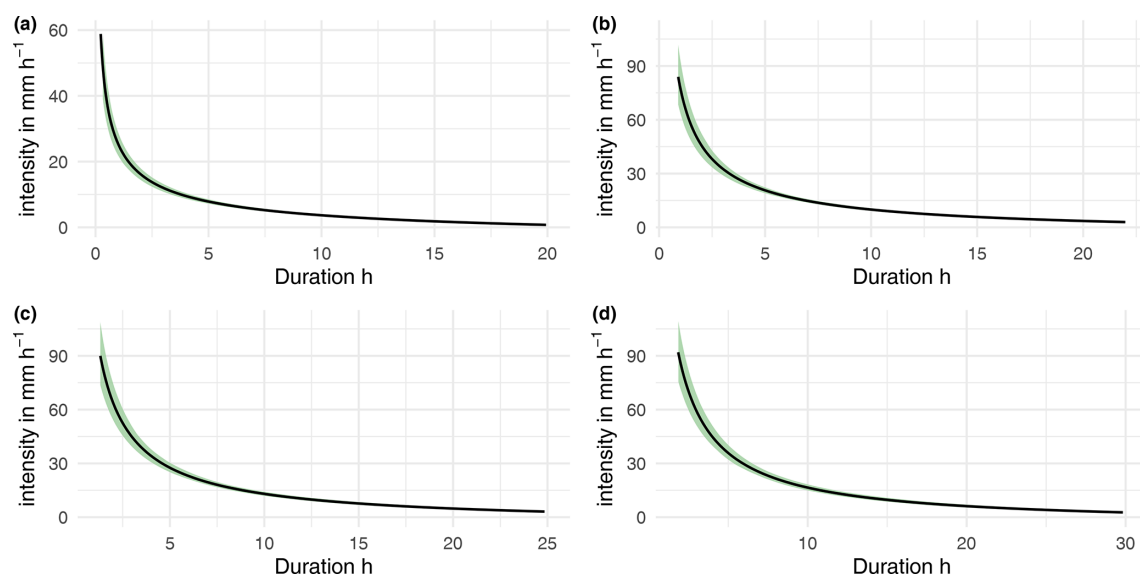 (a)
intensity in mm h⁻¹
60
40
20
0
0 5 10 15 20
Duration h
(b)
intensity in mm h⁻¹
90
60
30
0
0 5 10 15 20
Duration h
(c)
intensity in mm h⁻¹
90
60
30
0
5 10 15 20 25
Duration h
(d)
intensity in mm h⁻¹
90
60
30
0
10 20 30
Duration h